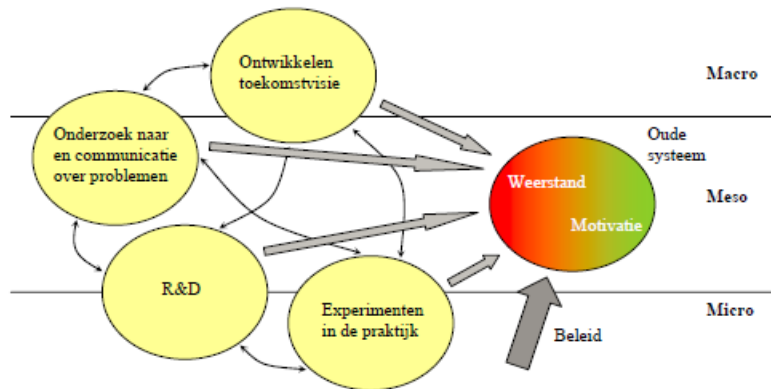 Ontwikkelen
toekomstvisie
Macro
Onderzoek naar
en communicatie
over problemen
Oude
systeem
Weerstand
Meso
Motivatie
R&D
Experimenten
in de praktijk
Micro
Beleid